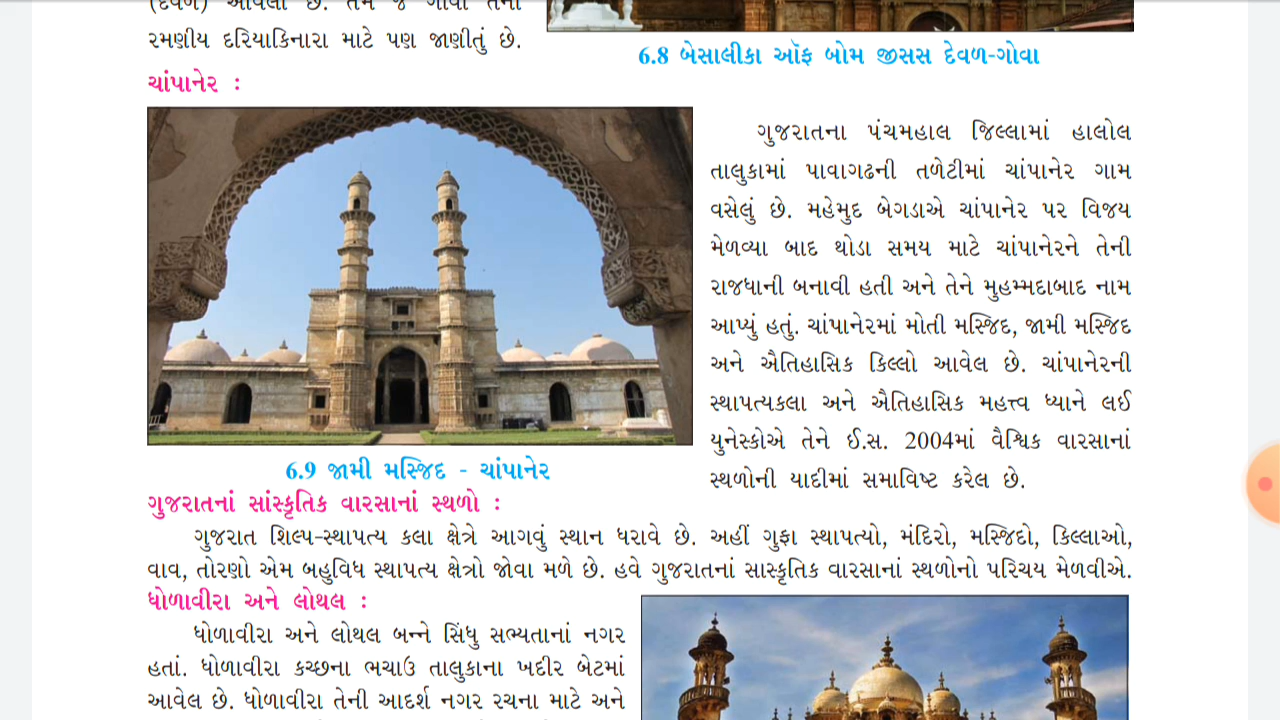 રમણીય દરિયાકિનારા માટે પણ જાણીતું છે.
6.8 બેસાલીકા ઑફ બોમ જીસસ દેવળ-ગોવા
ચાંપાનેર :
ગુજરાતના પંચમહાલ જિલ્લામાં હાલોલ
તાલુકામાં પાવાગઢની તળેટીમાં ચાંપાનેર ગામ
વસેલું છે. મહેમુદ બેગડાએ ચાંપાનેર પર વિજય
મેળવ્યા બાદ થોડા સમય માટે ચાંપાનેરને તેની
રાજધાની બનાવી હતી અને તેને મુહમ્મદાબાદ નામ
આપ્યું હતું. ચાંપાનેરમાં મોતી મસ્જિદ, જામી મસ્જિદ
અને ઐતિહાસિક કિલ્લો આવેલ છે. ચાંપાનેરની
સ્થાપત્યકલા અને ઐતિહાસિક મહત્ત્વ ધ્યાને લઈ
યુનેસ્કોએ તેને ઈ.સ. 2004માં વૈશ્વિક વારસાનાં
સ્થળોની યાદીમાં સમાવિષ્ટ કરેલ છે.
6.9 જામી મસ્જિદ - ચાંપાનેર
ગુજરાતનાં સાંસ્કૃતિક વારસાનાં સ્થળો :
ગુજરાત શિલ્પ-સ્થાપત્ય કલા ક્ષેત્રે આગવું સ્થાન ધરાવે છે. અહીં ગુફા સ્થાપત્યો, મંદિરો, મસ્જિદો, કિલ્લાઓ,
વાવ, તોરણો એમ બહુવિધ સ્થાપત્ય ક્ષેત્રો જોવા મળે છે. હવે ગુજરાતનાં સાસ્કૃતિક વારસાનાં સ્થળોનો પરિચય મેળવીએ.
ધોળાવીરા અને લોથલ :
ધોળાવીરા અને લોથલ બન્ને સિંધુ સભ્યતાનાં નગર
હતાં. ધોળાવીરા કચ્છના ભચાઉ તાલુકાના ખદીર બેટમાં
આવેલ છે. ધોળાવીરા તેની આદર્શ નગર રચના માટે અને